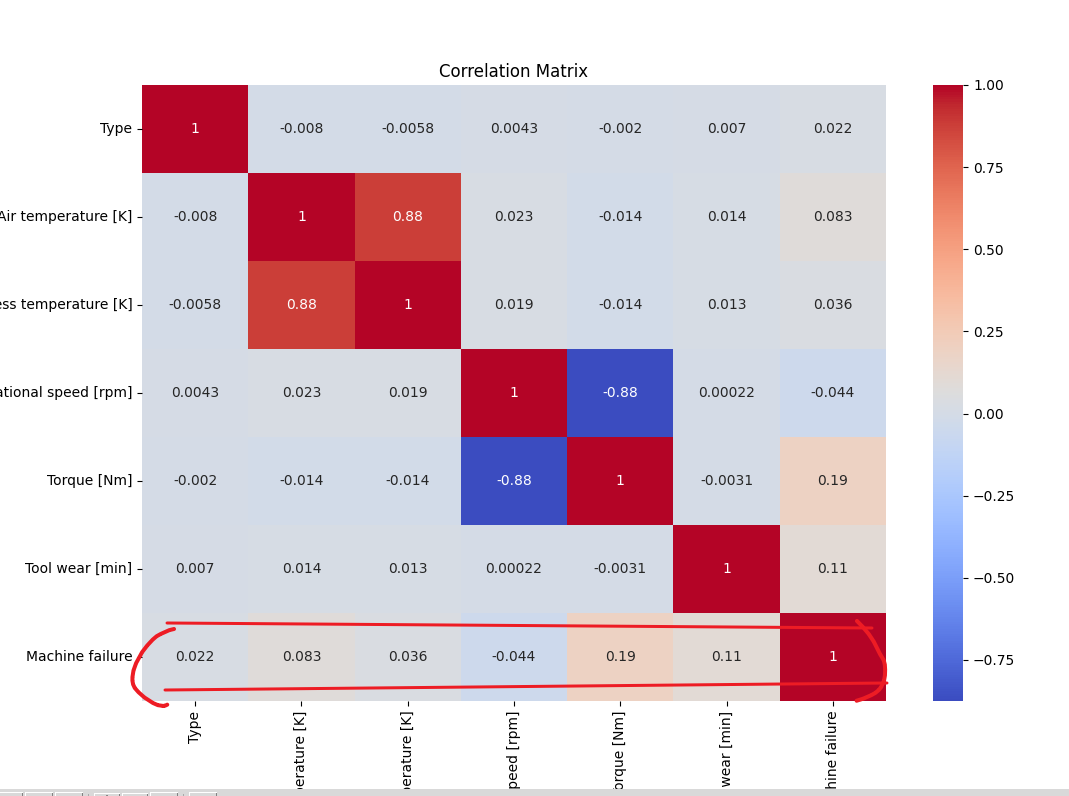 Correlation Matrix
Type 1 -0.008 -0.0058 0.0043 -0.002 0.007 0.022
Air temperature [K] -0.008 1 0.88 0.023 -0.014 0.014 0.083
ess temperature [K] -0.0058 0.88 1 0.019 -0.014 0.013 0.036
ational speed [rpm] 0.0043 0.023 0.019 1 -0.88 0.00022 -0.044
Torque [Nm] -0.002 -0.014 -0.014 -0.88 1 -0.0031 0.19
Tool wear [min] 0.007 0.014 0.013 0.00022 -0.0031 1 0.11
Machine failure 0.022 0.083 0.036 -0.044 0.19 0.11 1
Type
perature [K]
perature [K]
peed [rpm]
orque [Nm]
wear [min]
hine failure
1.00
0.75
0.50
0.25
0.00
−0.25
−0.50
−0.75